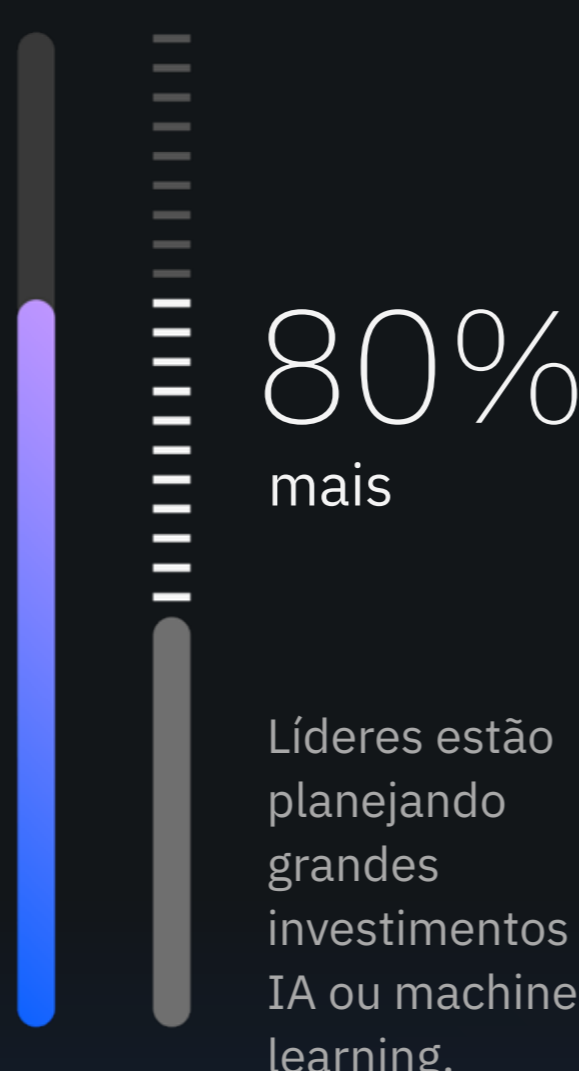 80%
mais
Líderes estão
planejando
grandes
investimentos
IA ou machine
learning.